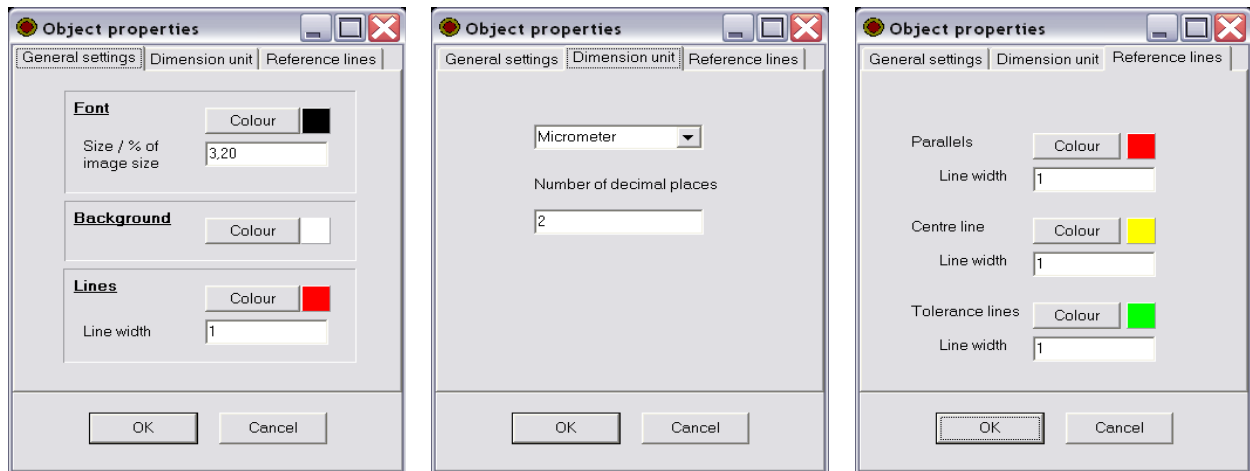 Object properties
General settings
Dimension unit
Reference lines
Font
Colour
Size / % of
image size
3,20
Background
Colour
Lines
Colour
Line width
1
OK
Cancel
Object properties
General settings
Dimension unit
Reference lines
Micrometer
Number of decimal places
2
OK
Cancel
Object properties
General settings
Dimension unit
Reference lines
Parallels
Colour
Line width
1
Centre line
Colour
Line width
1
Tolerance lines
Colour
Line width
1
OK
Cancel